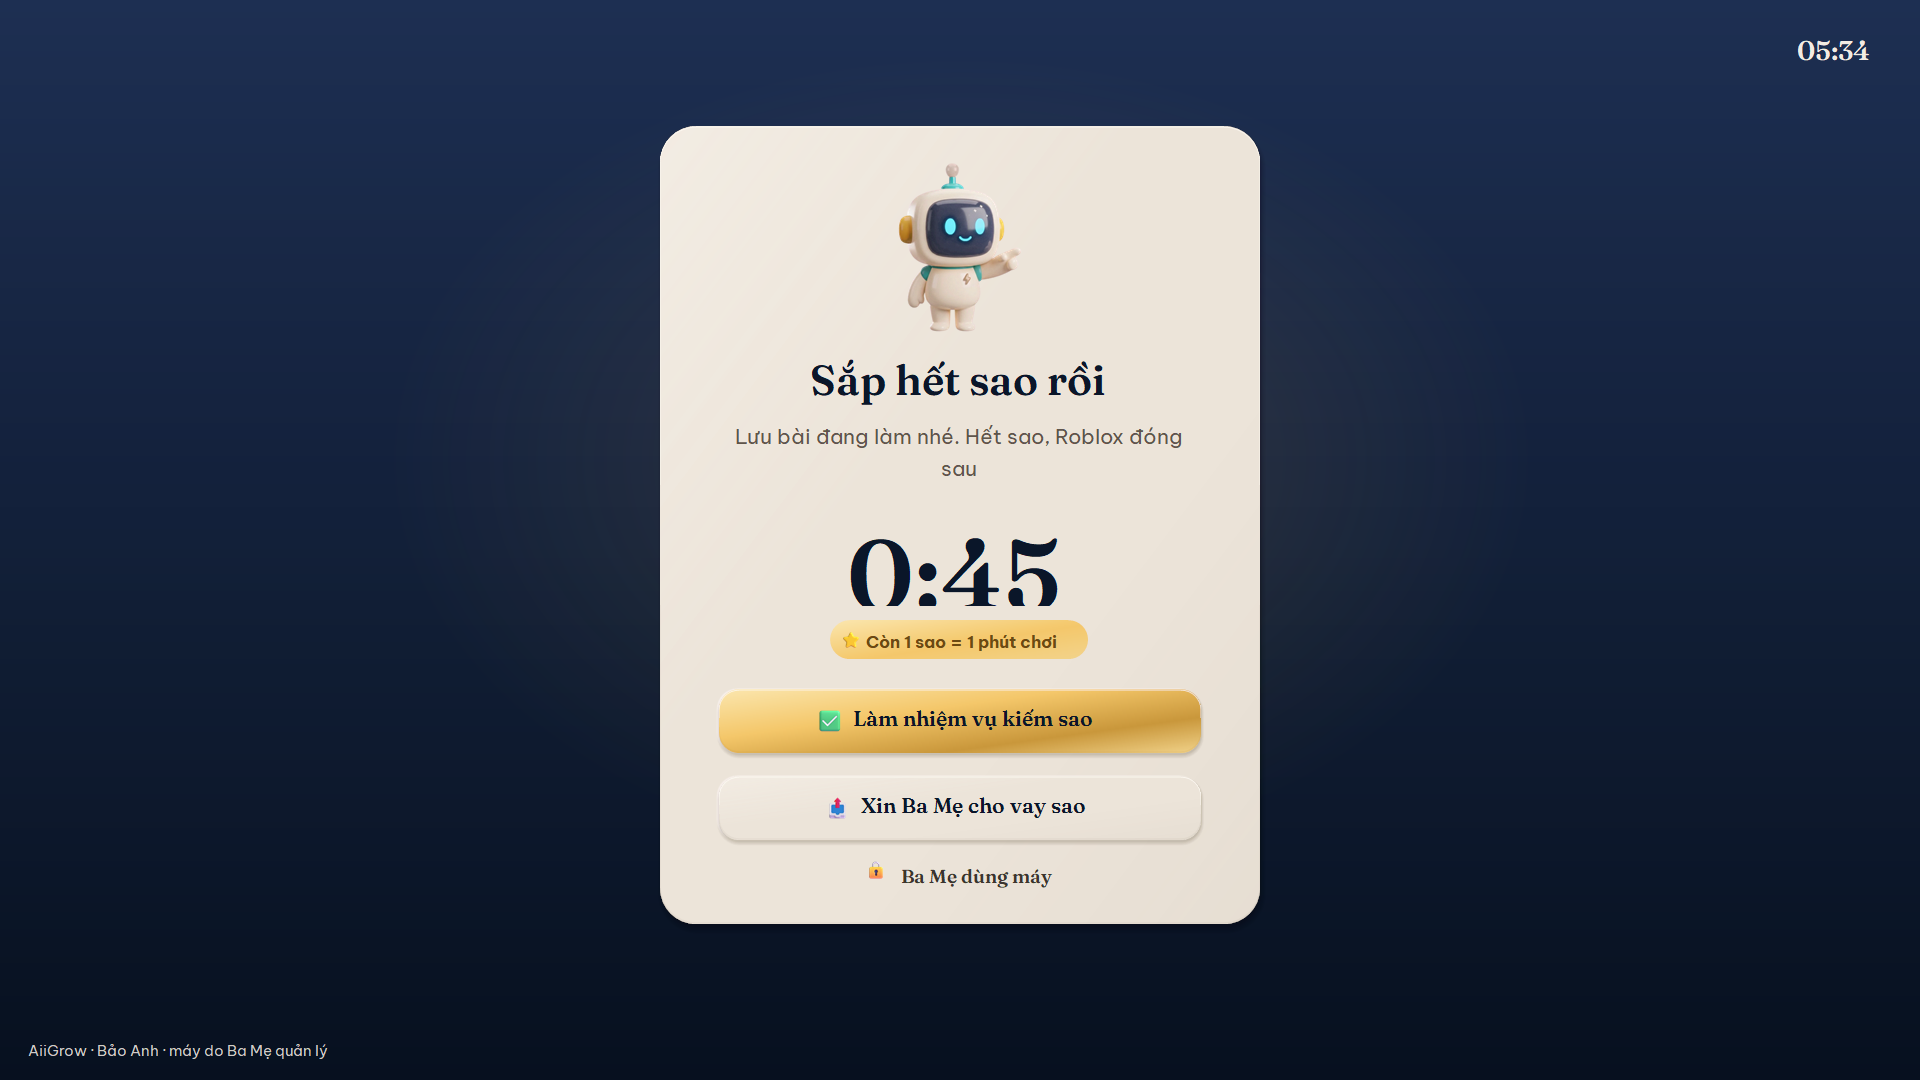 05:34
Sắp hết sao rồi
Lưu bài đang làm nhé. Hết sao, Roblox đóng
sau
0:45
Còn 1 sao = 1 phút chơi
Làm nhiệm vụ kiếm sao
Xin Ba Mẹ cho vay sao
Ba Mẹ dùng máy
AiiGrow · Bảo Anh · máy do Ba Mẹ quản lý